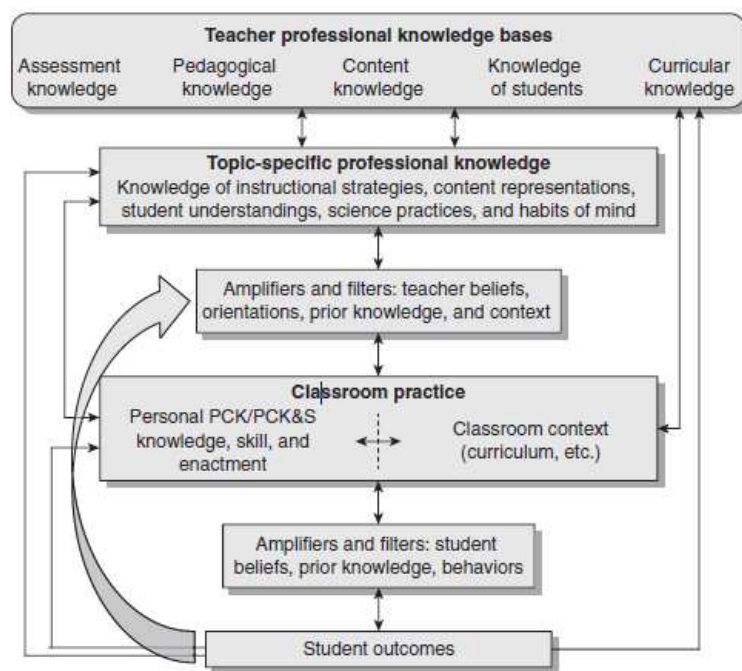 Teacher professional knowledge bases
Assessment knowledge
Pedagogical knowledge
Content knowledge
Knowledge of students
Curricular knowledge
Topic-specific professional knowledge
Knowledge of instructional strategies, content representations,
student understandings, science practices, and habits of mind
Amplifiers and filters: teacher beliefs,
orientations, prior knowledge, and context
Classroom practice
Personal PCK/PCK&S
knowledge, skill, and
enactment
Classroom context
(curriculum, etc.)
Amplifiers and filters: student
beliefs, prior knowledge, behaviors
Student outcomes